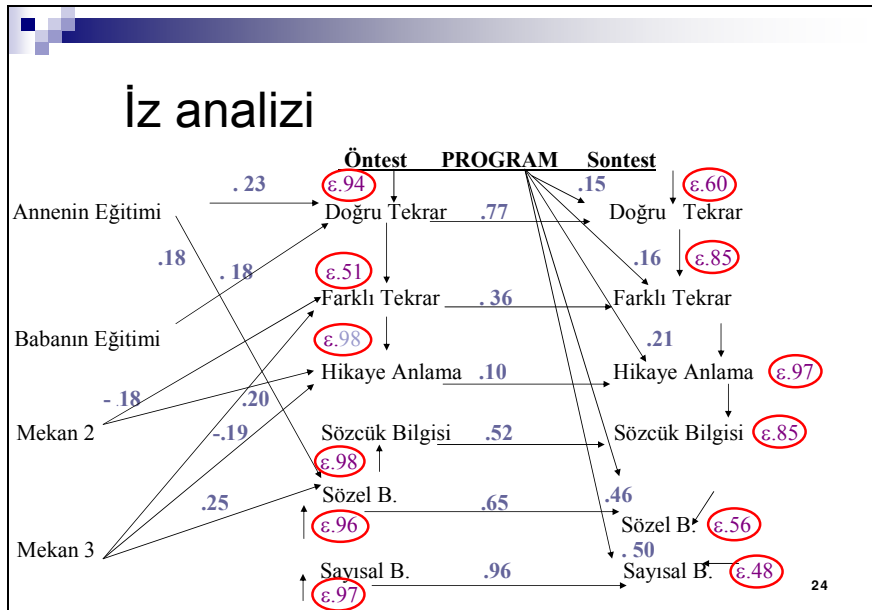 İz analizi
Öntest PROGRAM Sontest
. 23 ε.94 .15 ε.60
Annenin Eğitimi Doğru Tekrar .77 Doğru Tekrar
.18 . 18 ε.51 .16 ε.85
Farklı Tekrar . 36 Farklı Tekrar
Babanın Eğitimi ε.98 .21
Hikaye Anlama .10 Hikaye Anlama ε.97
- .18 .20
Mekan 2 -.19 Sözcük Bilgisi .52 Sözcük Bilgisi ε.85
ε.98
.25 Sözel B. .65 .46
ε.96 Sözel B. ε.56
Mekan 3 . 50
Sayısal B. .96 Sayısal B. ε.48
ε.97
24